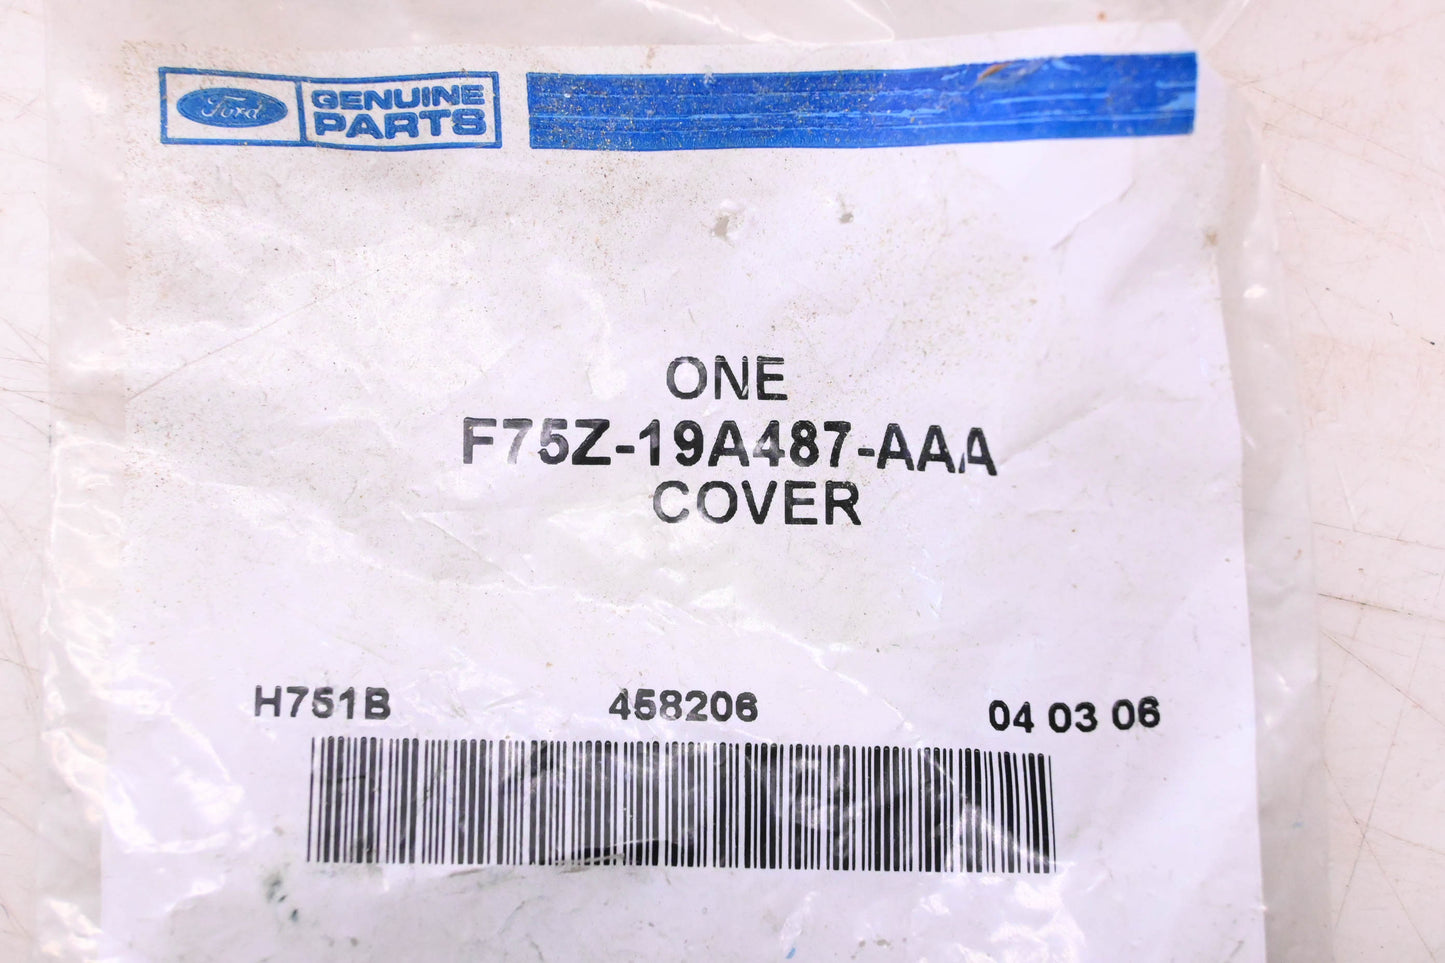 Ford GENUINE
PARTS
ONE
F75Z-19A487-AAA
COVER
H751B 458206 04 03 06